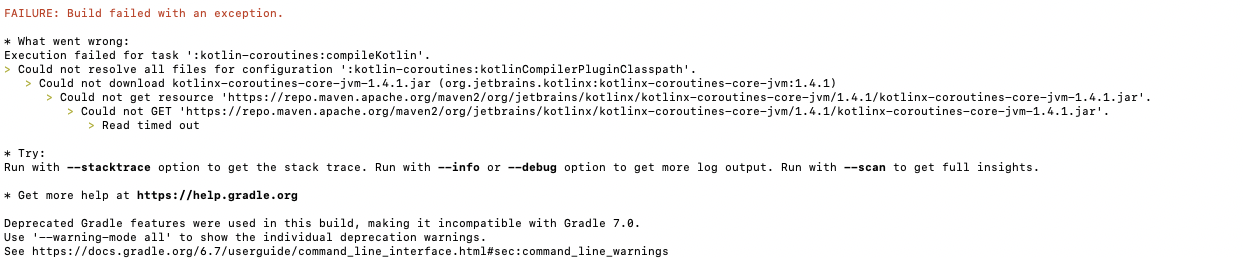 FAILURE: Build failed with an exception.
* What went wrong:
Execution failed for task ':kotlin-coroutines:compileKotlin'.
> Could not resolve all files for configuration ':kotlin-coroutines:kotlinCompilerPluginClasspath'.
> Could not download kotlinx-coroutines-core-jvm-1.4.1.jar (org.jetbrains.kotlinx:kotlinx-coroutines-core-jvm:1.4.1)
> Could not get resource 'https://repo.maven.apache.org/maven2/org/jetbrains/kotlinx/kotlinx-coroutines-core-jvm/1.4.1/kotlinx-coroutines-core-jvm-1.4.1.jar'.
> Could not GET 'https://repo.maven.apache.org/maven2/org/jetbrains/kotlinx/kotlinx-coroutines-core-jvm/1.4.1/kotlinx-coroutines-core-jvm-1.4.1.jar'.
> Read timed out
* Try:
Run with --stacktrace option to get the stack trace. Run with --info or --debug option to get more log output. Run with --scan to get full insights.
* Get more help at https://help.gradle.org
Deprecated Gradle features were used in this build, making it incompatible with Gradle 7.0.
Use '--warning-mode all' to show the individual deprecation warnings.
See https://docs.gradle.org/6.7/userguide/command_line_interface.html#sec:command_line_warnings